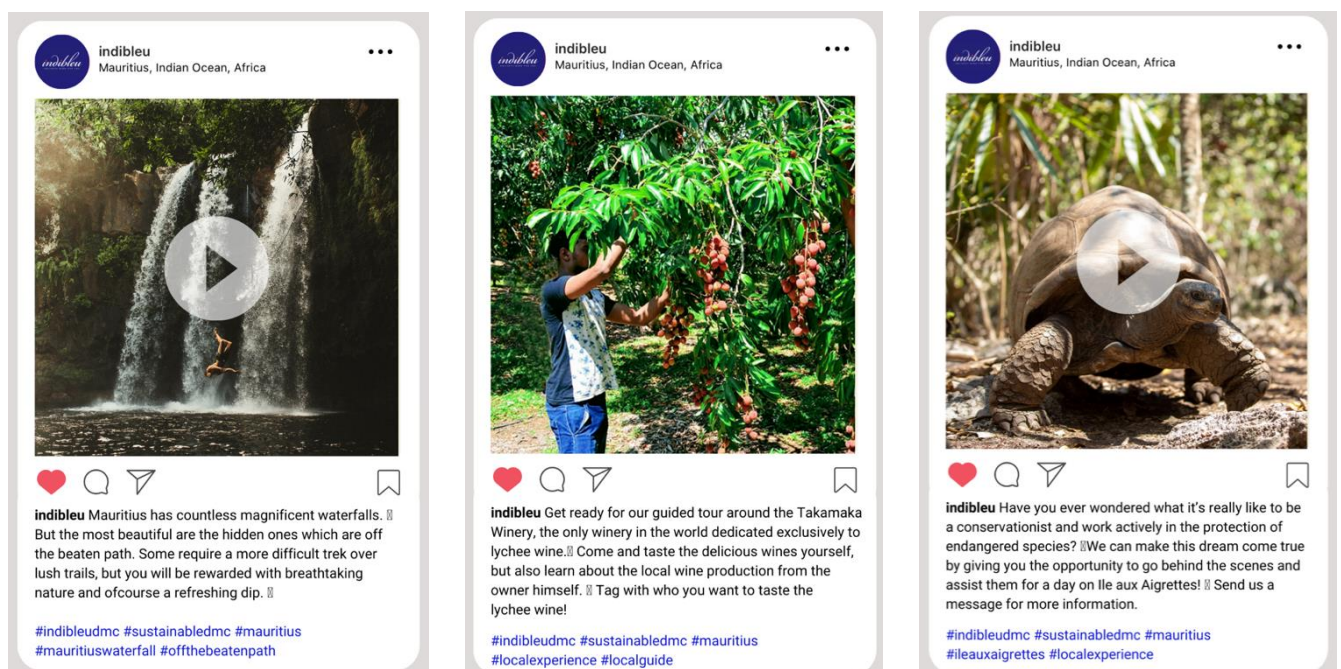 indibleu
indibleu
Mauritius, Indian Ocean, Africa
indibleu Mauritius has countless magnificent waterfalls. ▯
But the most beautiful are the hidden ones which are off
the beaten path. Some require a more difficult trek over
lush trails, but you will be rewarded with breathtaking
nature and ofcourse a refreshing dip. ▯
#indibleudmc #sustainabledmc #mauritius
#mauritiuswaterfall #offthebeatenpath
indibleu
indibleu
Mauritius, Indian Ocean, Africa
indibleu Get ready for our guided tour around the Takamaka
Winery, the only winery in the world dedicated exclusively to
lychee wine.▯ Come and taste the delicious wines yourself,
but also learn about the local wine production from the
owner himself. ▯ Tag with who you want to taste the
lychee wine!
#indibleudmc #sustainabledmc #mauritius
#localexperience #localguide
indibleu
indibleu
Mauritius, Indian Ocean, Africa
indibleu Have you ever wondered what it's really like to be
a conservationist and work actively in the protection of
endangered species? ▯We can make this dream come true
by giving you the opportunity to go behind the scenes and
assist them for a day on Ile aux Aigrettes! ▯ Send us a
message for more information.
#indibleudmc #sustainabledmc #mauritius
#ileauxaigrettes #localexperience